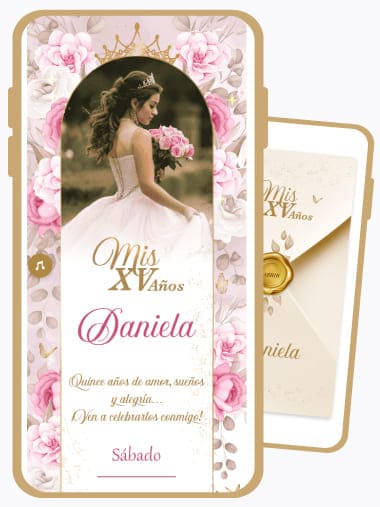 Mis
XV Años
Daniela
Quince años de amor, sueños
y alegría...
¡Ven a celebrarlos conmigo!
Sábado
Mis
XV Años
Daniela